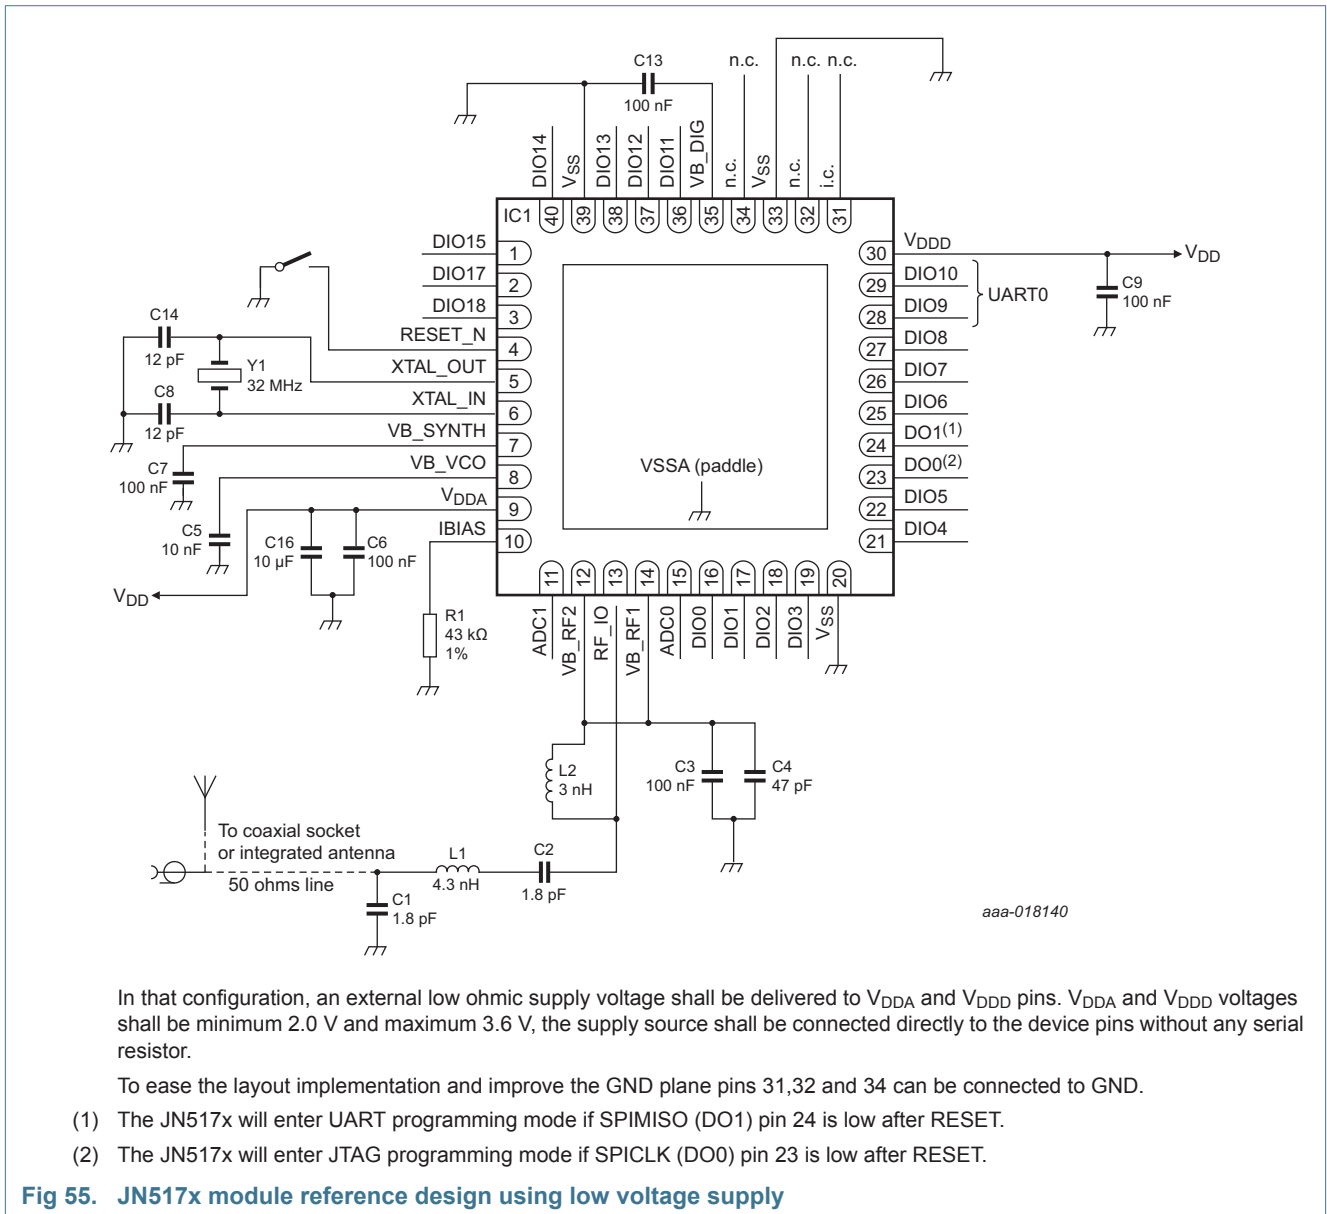 C13
100 nF
n.c.
n.c. n.c.
DIO14
VSS
DIO13
DIO12
DIO11
VB_DIG
n.c.
VSS
n.c.
i.c.
IC1
40
39
38
37
36
35
34
33
32
31
DIO15 1
DIO17 2
DIO18 3
RESET_N 4
XTAL_OUT 5
XTAL_IN 6
VB_SYNTH 7
VB_VCO 8
VDDA 9
IBIAS 10
C14
12 pF
Y1
32 MHz
C8
12 pF
C7
100 nF
C5
10 nF
C16
10 µF
C6
100 nF
VDD
R1
43 kΩ
1%
VSSA (paddle)
30 VDDD
VDD
29 DIO10
28 DIO9
UART0
C9
100 nF
27 DIO8
26 DIO7
25 DIO6
24 DO1(1)
23 DO0(2)
22 DIO5
21 DIO4
11
12
13
14
15
16
17
18
19
20
ADC1
VB_RF2
RF_IO
VB_RF1
ADC0
DIO0
DIO1
DIO2
DIO3
VSS
L2
3 nH
C3
100 nF
C4
47 pF
To coaxial socket
or integrated antenna
50 ohms line
L1
4.3 nH
C2
1.8 pF
C1
1.8 pF
aaa-018140
In that configuration, an external low ohmic supply voltage shall be delivered to VDDA and VDDD pins. VDDA and VDDD voltages
shall be minimum 2.0 V and maximum 3.6 V, the supply source shall be connected directly to the device pins without any serial
resistor.
To ease the layout implementation and improve the GND plane pins 31,32 and 34 can be connected to GND.
(1) The JN517x will enter UART programming mode if SPIMISO (DO1) pin 24 is low after RESET.
(2) The JN517x will enter JTAG programming mode if SPICLK (DO0) pin 23 is low after RESET.
Fig 55. JN517x module reference design using low voltage supply